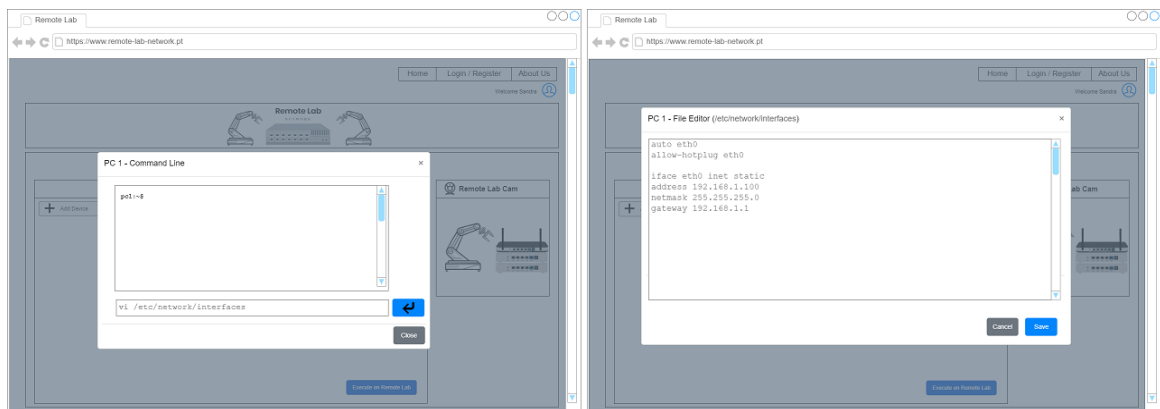 Remote Lab
https://www.remote-lab-network.pt
Home Login / Register About Us
Welcome Sandra
Remote Lab
NETWORK
PC 1 - Command Line ×
pc1:~$
vi /etc/network/interfaces
Close
Add Device
Remote Lab Cam
Execute on Remote Lab
Remote Lab
https://www.remote-lab-network.pt
Home Login / Register About Us
Welcome Sandra
PC 1 - File Editor (/etc/network/interfaces) ×
auto eth0
allow-hotplug eth0
iface eth0 inet static
address 192.168.1.100
netmask 255.255.255.0
gateway 192.168.1.1
Cancel Save
ab Cam
Execute on Remote Lab